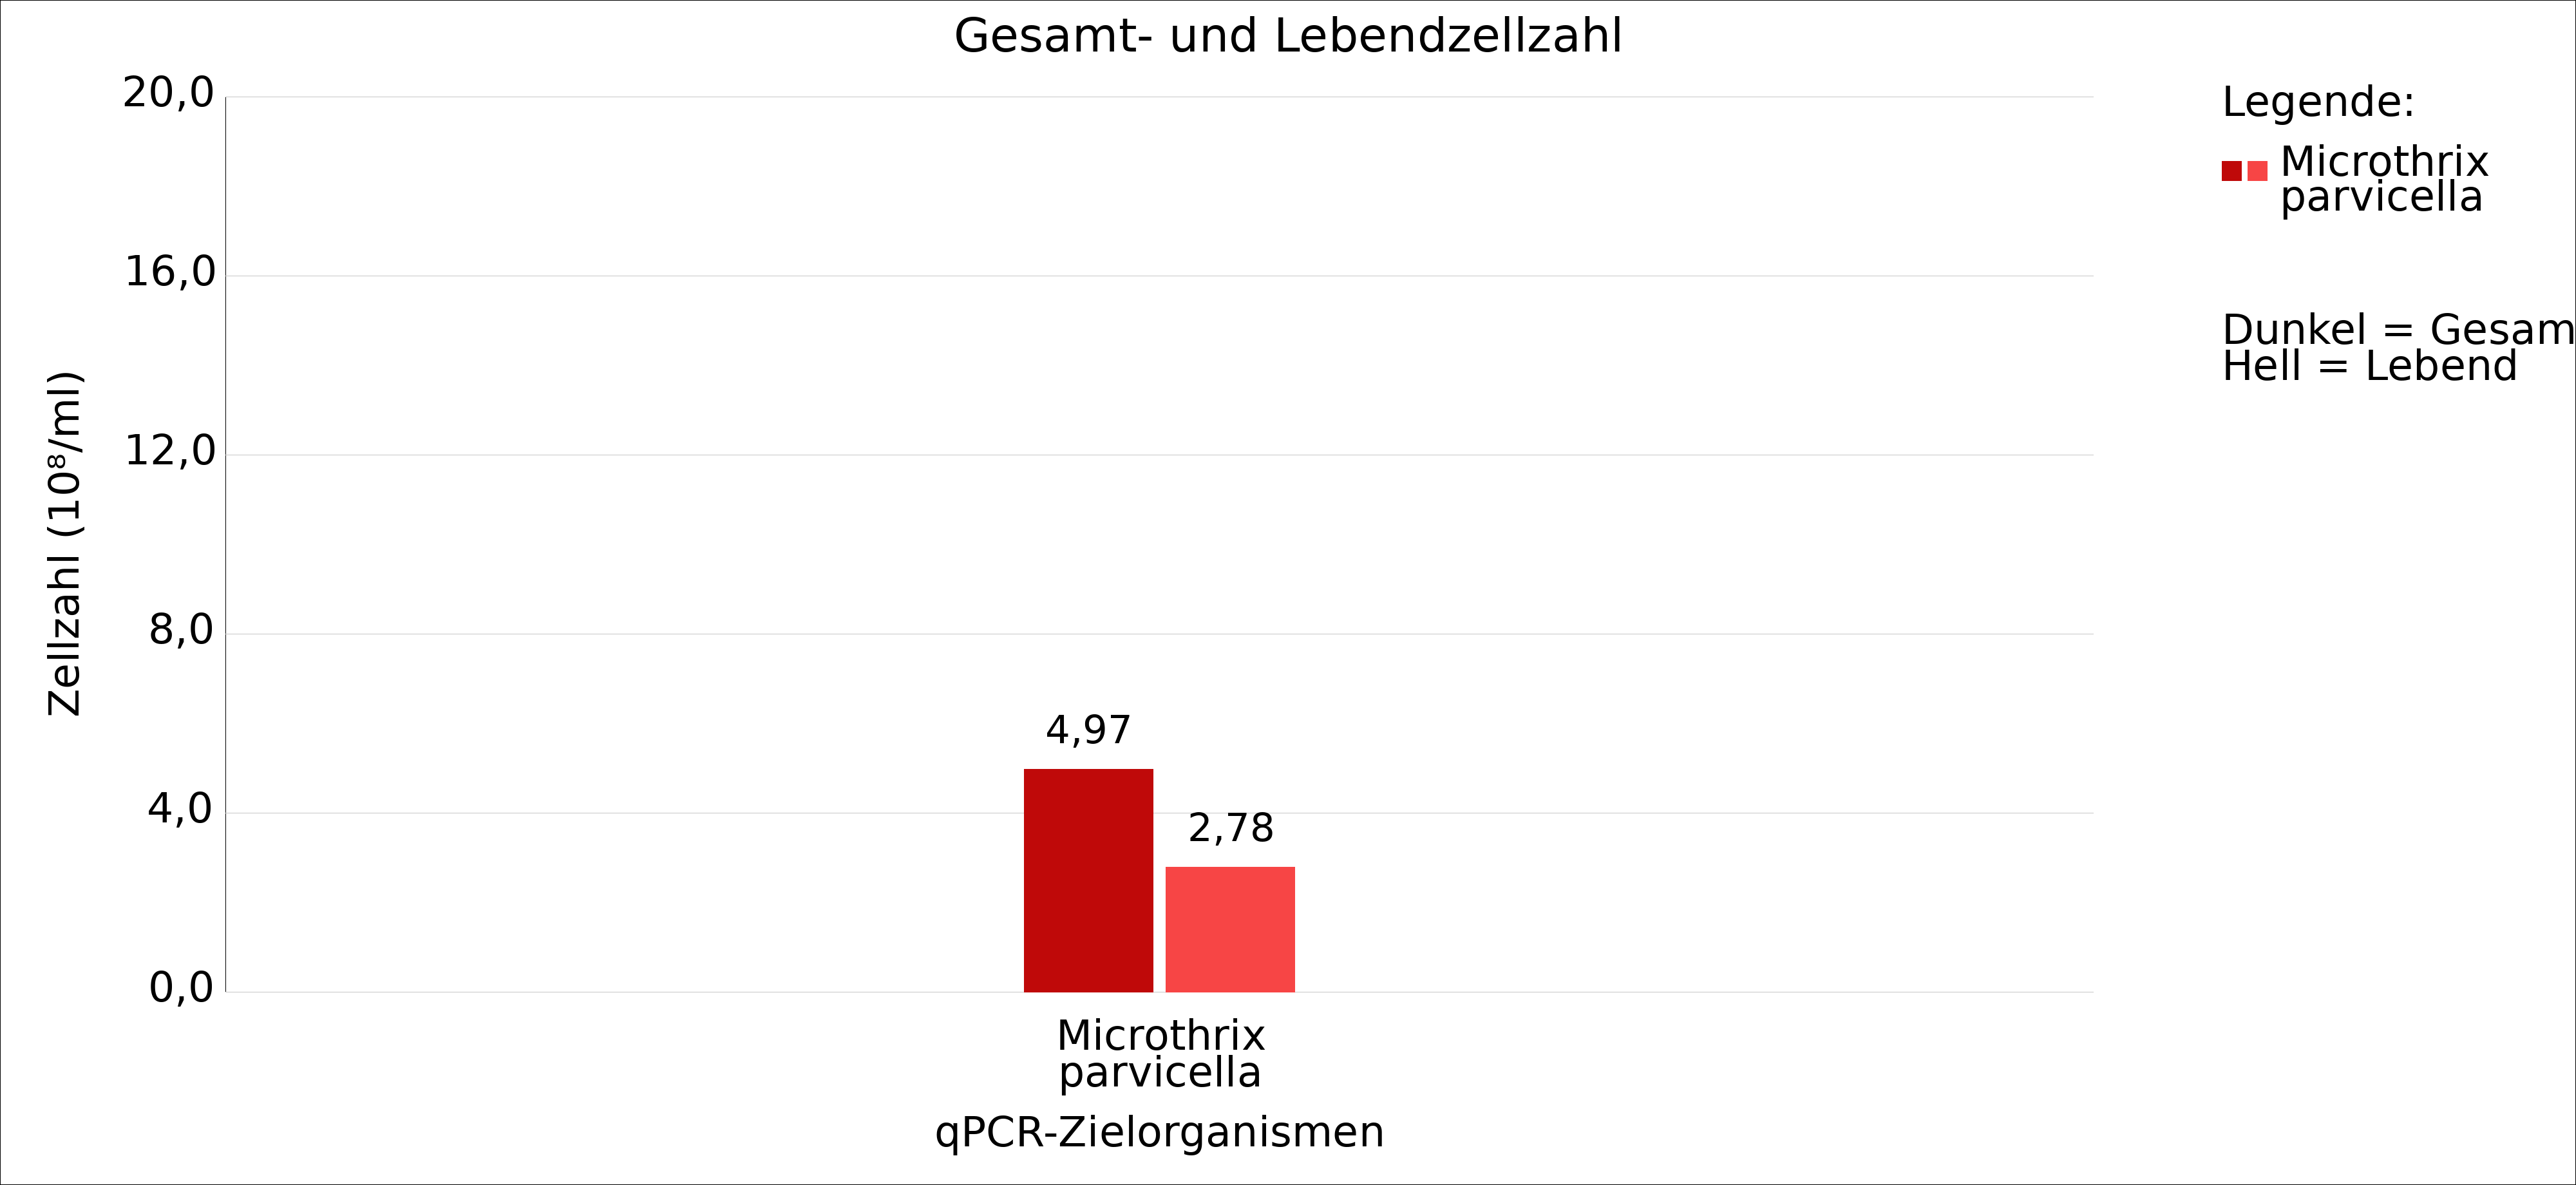 Gesamt- und Lebendzellzahl
20,0
16,0
12,0
8,0
4,0
0,0
Zellzahl (10⁸/ml)
4,97
2,78
Microthrix
parvicella
qPCR-Zielorganismen
Legende:
Microthrix
parvicella
Dunkel = Gesam
Hell = Lebend